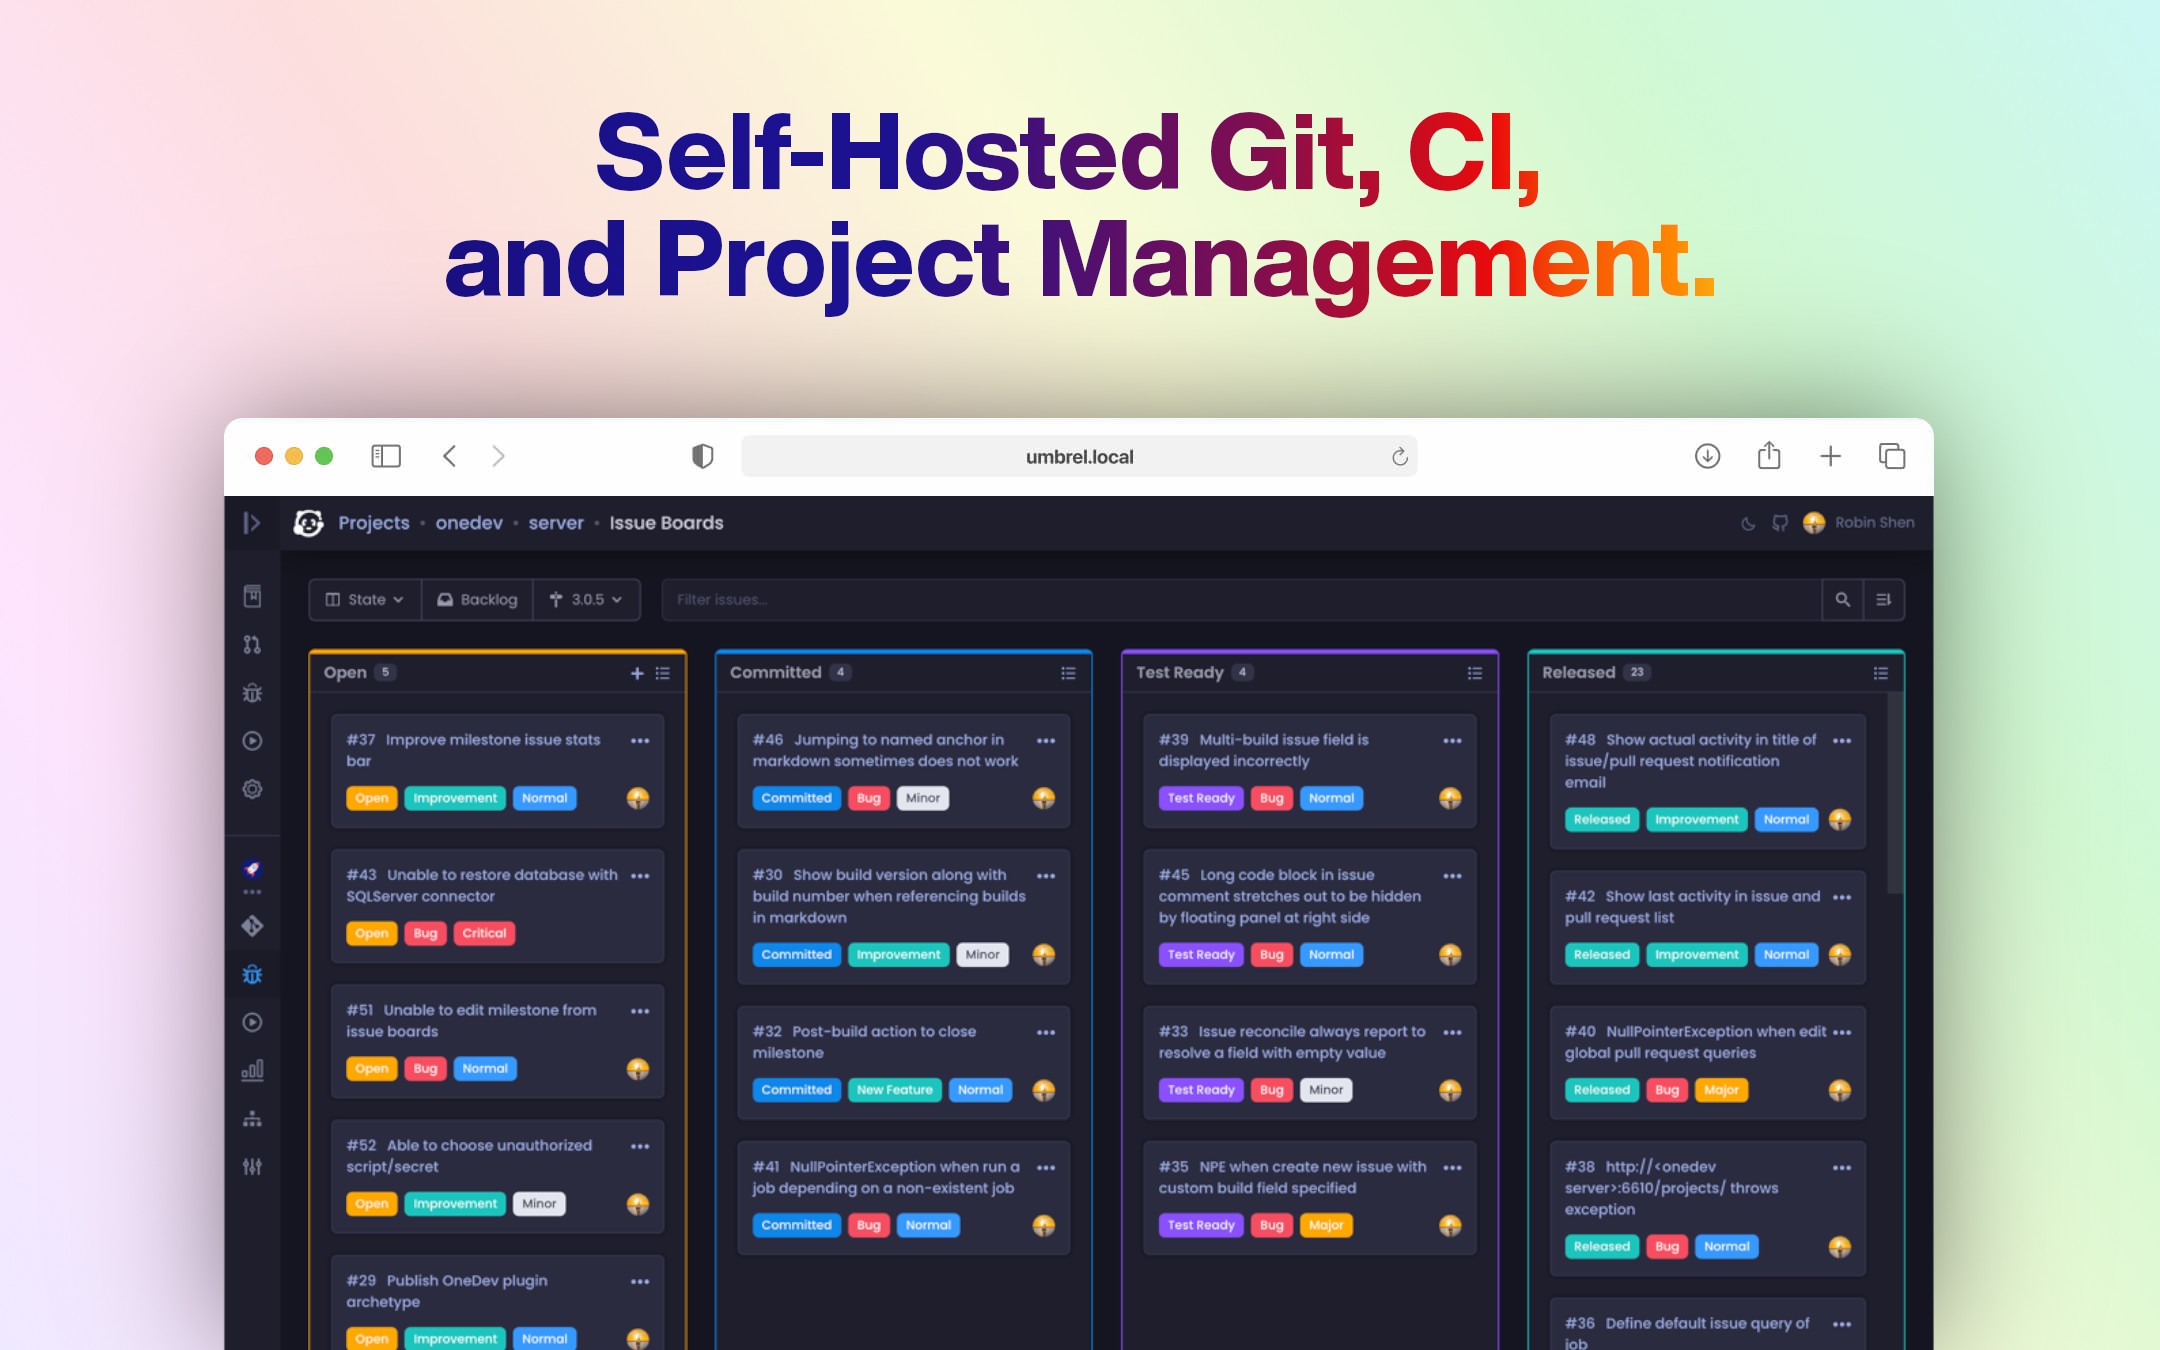 Self-Hosted Git, CI,
and Project Management.
umbrel.local
Projects • onedev • server • Issue Boards
Robin Shen
State
Backlog
3.0.5
Filter issues...
Open 5
#37 Improve milestone issue stats
bar
Open Improvement Normal
#43 Unable to restore database with
SQLServer connector
Open Bug Critical
#51 Unable to edit milestone from
issue boards
Open Bug Normal
#52 Able to choose unauthorized
script/secret
Open Improvement Minor
#29 Publish OneDev plugin
archetype
Open Improvement Normal
Committed 4
#46 Jumping to named anchor in
markdown sometimes does not work
Committed Bug Minor
#30 Show build version along with
build number when referencing builds
in markdown
Committed Improvement Minor
#32 Post-build action to close
milestone
Committed New Feature Normal
#41 NullPointerException when run a
job depending on a non-existent job
Committed Bug Normal
Test Ready 4
#39 Multi-build issue field is
displayed incorrectly
Test Ready Bug Normal
#45 Long code block in issue
comment stretches out to be hidden
by floating panel at right side
Test Ready Bug Normal
#33 Issue reconcile always report to
resolve a field with empty value
Test Ready Bug Minor
#35 NPE when create new issue with
custom build field specified
Test Ready Bug Major
Released 23
#48 Show actual activity in title of
issue/pull request notification
email
Released Improvement Normal
#42 Show last activity in issue and
pull request list
Released Improvement Normal
#40 NullPointerException when edit
global pull request queries
Released Bug Major
#38 http://<onedev
server>:6610/projects/ throws
exception
Released Bug Normal
#36 Define default issue query of
job